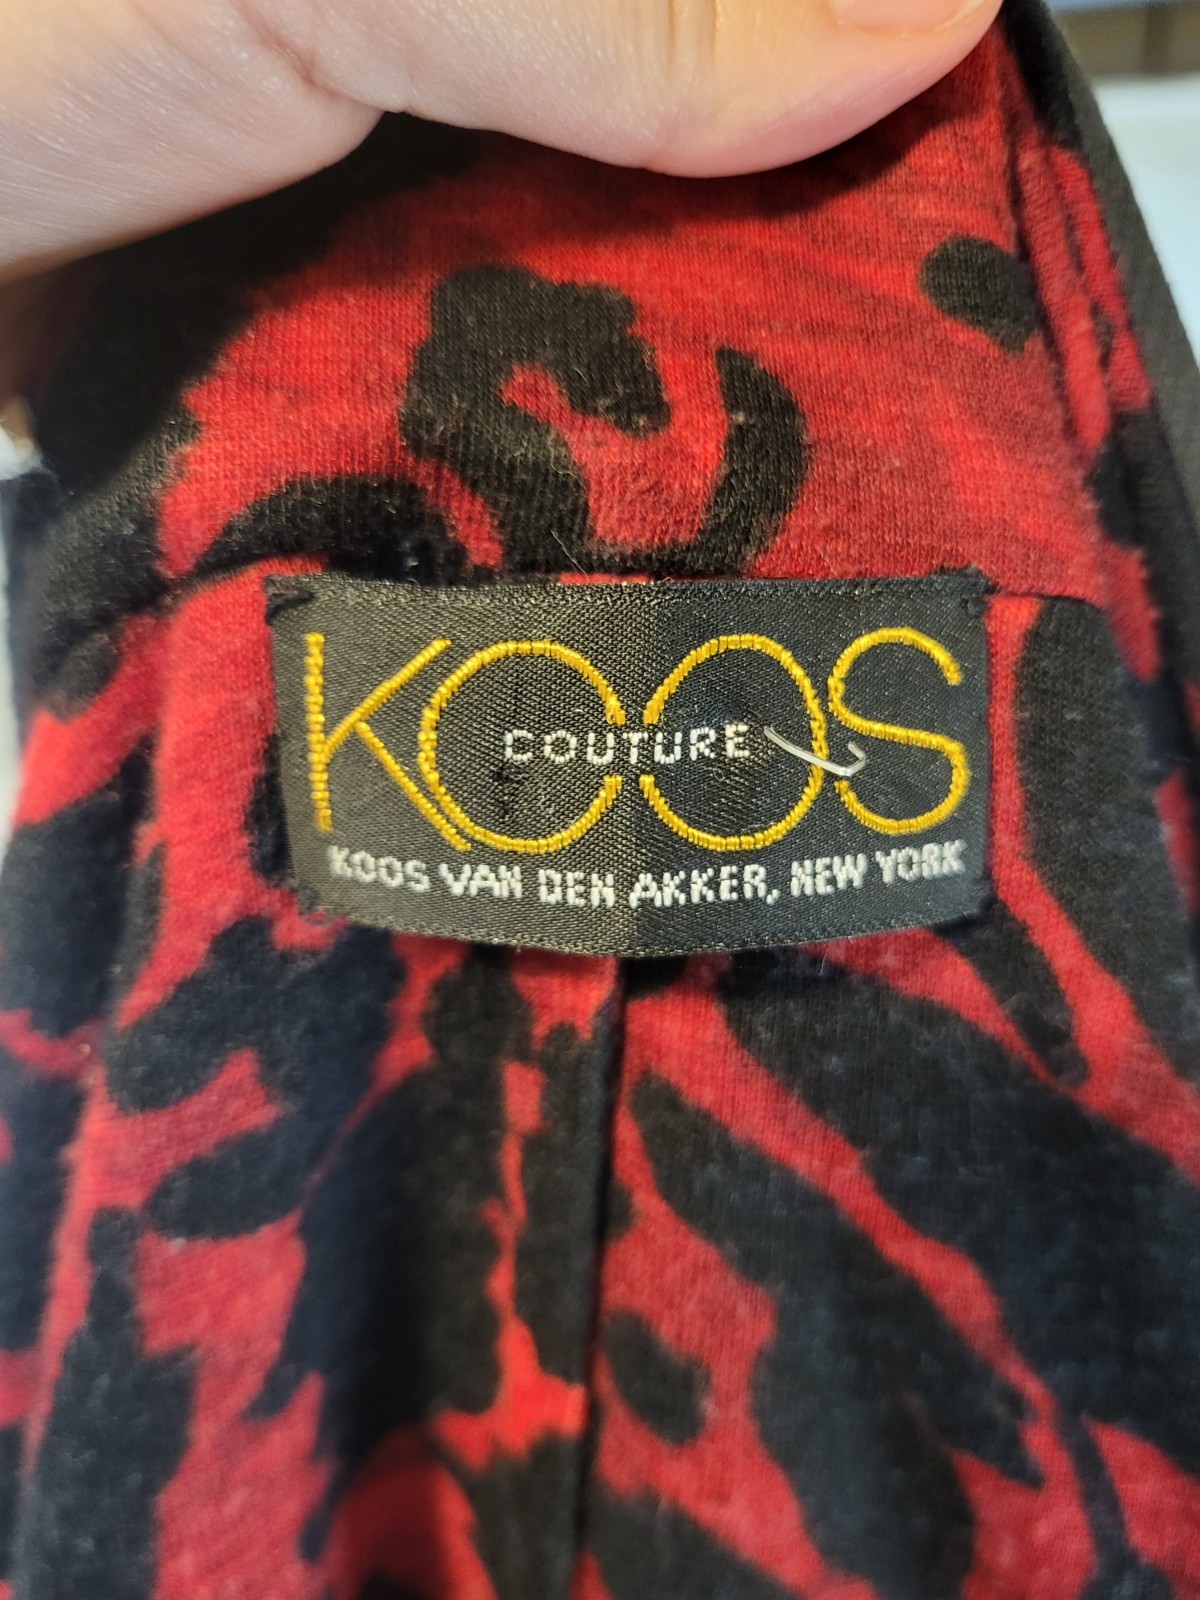 KOOS
COUTURE
KOOS VAN DEN AKKER, NEW YORK